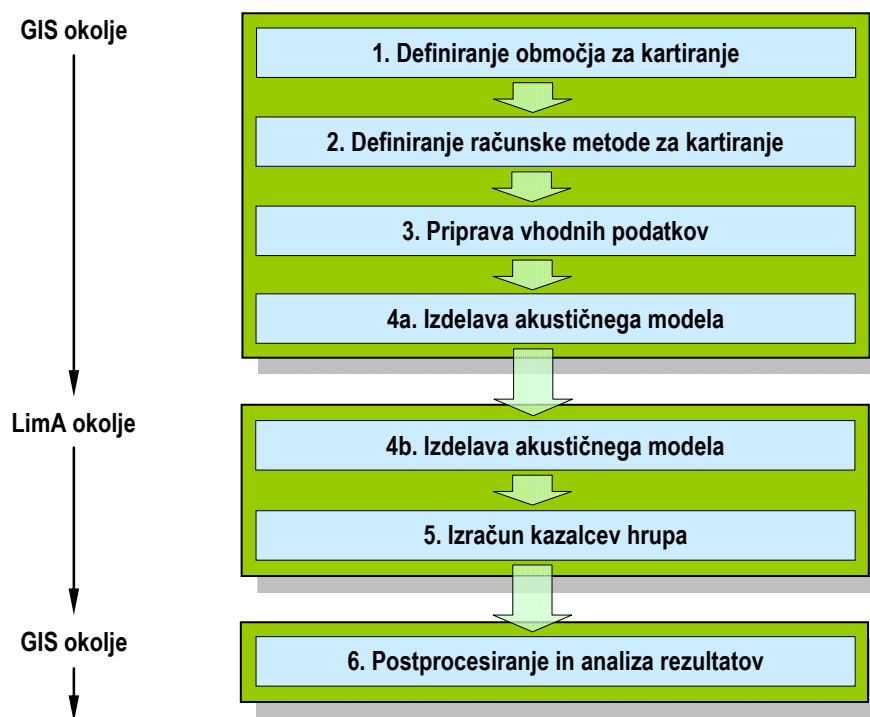 GIS okolje
1. Definiranje območja za kartiranje
2. Definiranje računske metode za kartiranje
3. Priprava vhodnih podatkov
4a. Izdelava akustičnega modela
LimA okolje
4b. Izdelava akustičnega modela
5. Izračun kazalcev hrupa
GIS okolje
6. Postprocesiranje in analiza rezultatov